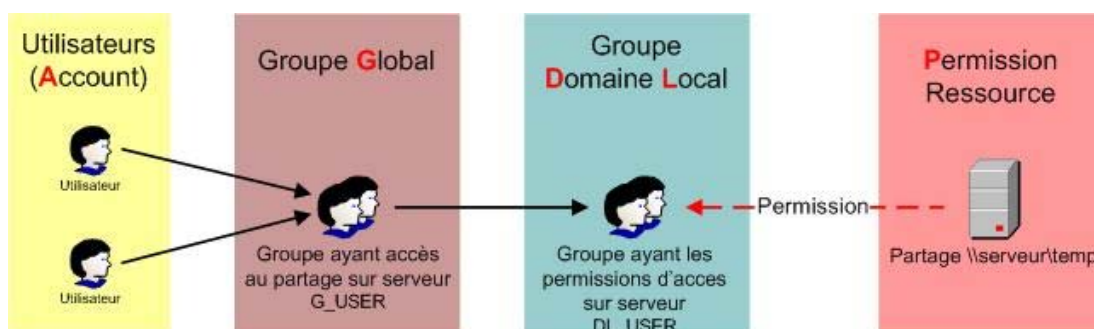 Utilisateurs
(Account)
Utilisateur
Utilisateur
Groupe Global
Groupe ayant accès
au partage sur serveur
G_USER
Groupe
Domaine Local
Groupe ayant les
permissions d'acces
sur serveur
DL_USER
Permission
Permission
Ressource
Partage \\serveur\temp